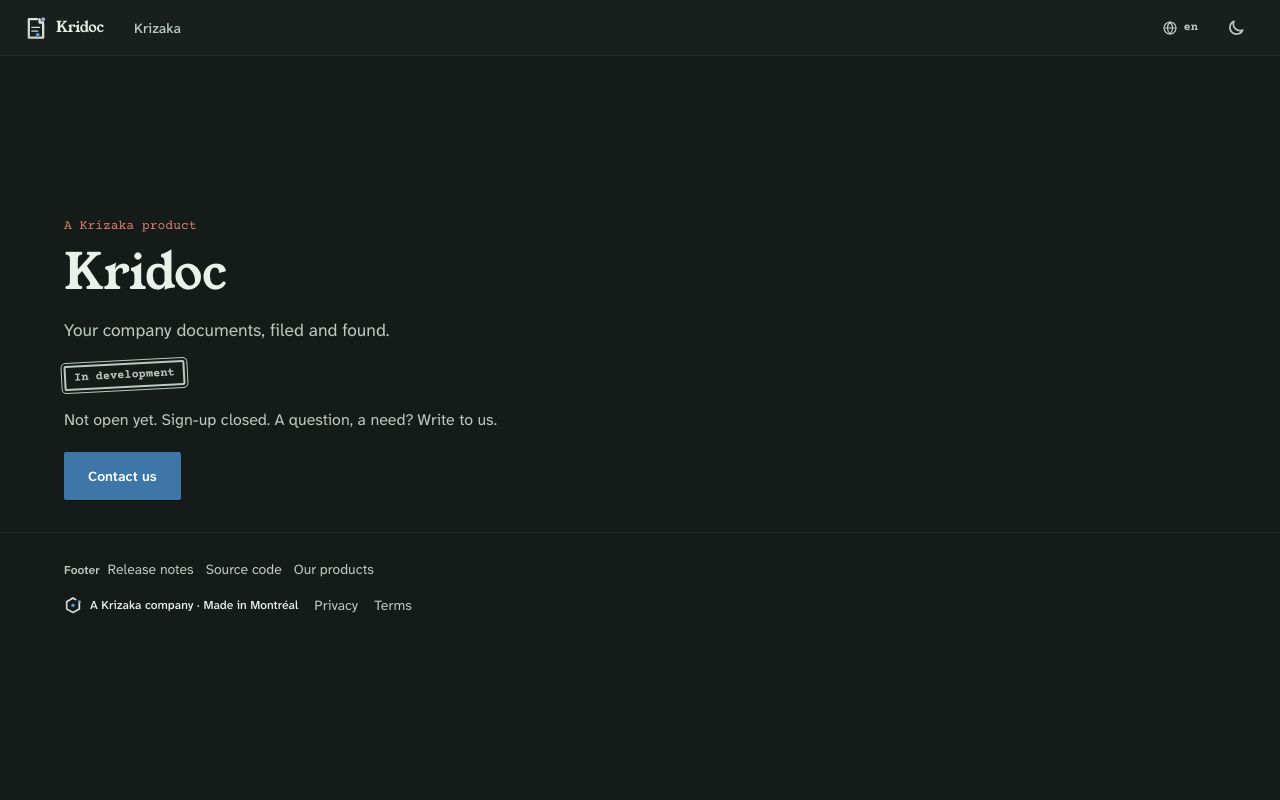 Kridoc Krizaka en
A Krizaka product
Kridoc
Your company documents, filed and found.
In development
Not open yet. Sign-up closed. A question, a need? Write to us.
Contact us
Footer Release notes Source code Our products
A Krizaka company · Made in Montréal Privacy Terms